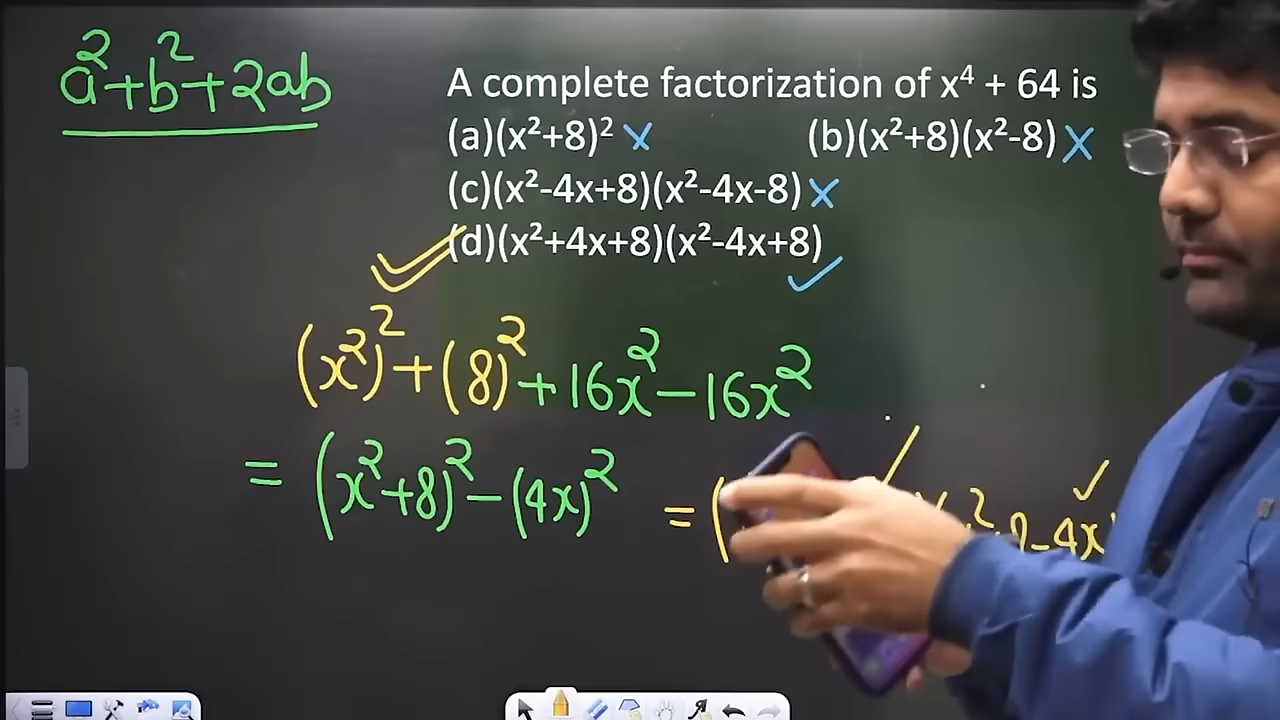 a²+b²+2ab
A complete factorization of x⁴ + 64 is
(a)(x²+8)² ✗ (b)(x²+8)(x²-8) ✗
(c)(x²-4x+8)(x²-4x-8) ✗
(d)(x²+4x+8)(x²-4x+8)
(x²)²+(8)²+16x²-16x²
= (x²+8)²-(4x)² = (
-4x